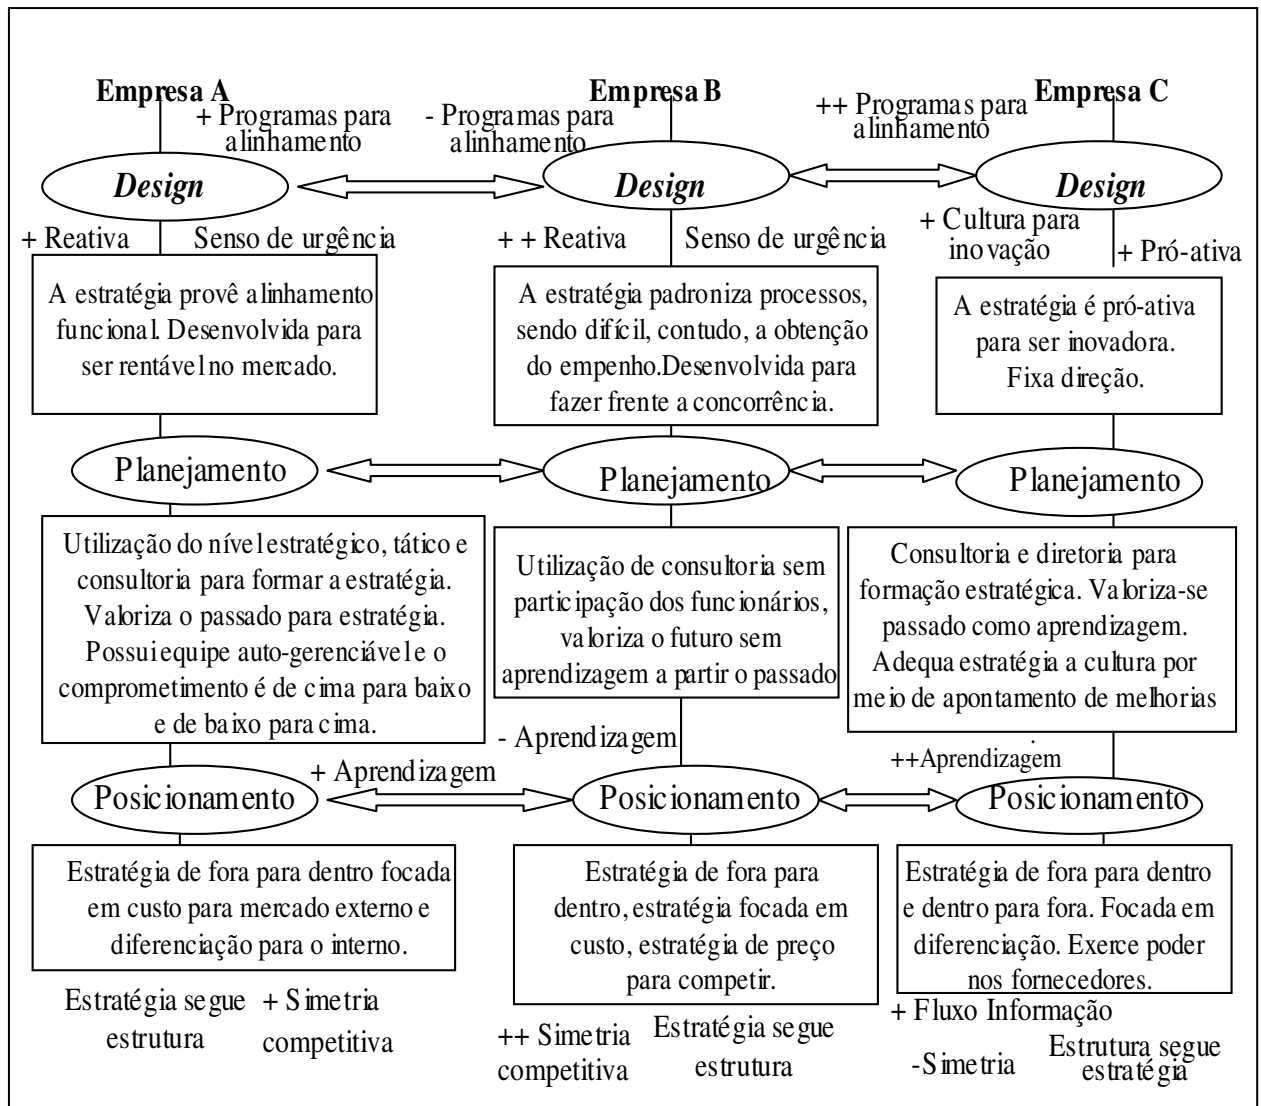 Empresa A
Empresa B
Empresa C
+ Programas para
alinhamento
- Programas para
alinhamento
++ Programas para
alinhamento
Design
Design
Design
+ Reativa
Senso de urgência
+ + Reativa
Senso de urgência
+ Cultura para
inovação
+ Pró-ativa
A estratégia provê alinhamento
funcional. Desenvolvida para
ser rentável no mercado.
A estratégia padroniza processos,
sendo difícil, contudo, a obtenção
do empenho.Desenvolvida para
fazer frente a concorrência.
A estratégia é pró-ativa
para ser inovadora.
Fixa direção.
Planejamento
Planejamento
Planejamento
Utilização do nível estratégico, tático e
consultoria para formar a estratégia.
Valoriza o passado para estratégia.
Possui equipe auto-gerenciável e o
comprometimento é de cima para baixo
e de baixo para cima.
Utilização de consultoria sem
participação dos funcionários,
valoriza o futuro sem
aprendizagem a partir o passado
Consultoria e diretoria para
formação estratégica. Valoriza-se
passado como aprendizagem.
Adequa estratégia a cultura por
meio de apontamento de melhorias
.
+ Aprendizagem
- Aprendizagem
++Aprendizagem
Posicionamento
Posicionamento
Posicionamento
Estratégia de fora para dentro focada
em custo para mercado externo e
diferenciação para o interno.
Estratégia de fora para
dentro, estratégia focada em
custo, estratégia de preço
para competir.
Estratégia de fora para dentro
e dentro para fora. Focada em
diferenciação. Exerce poder
nos fornecedores.
Estratégia segue
estrutura
+ Simetria
competitiva
++ Simetria
competitiva
Estratégia segue
estrutura
+ Fluxo Informação
-Simetria
Estrutura segue
estratégia